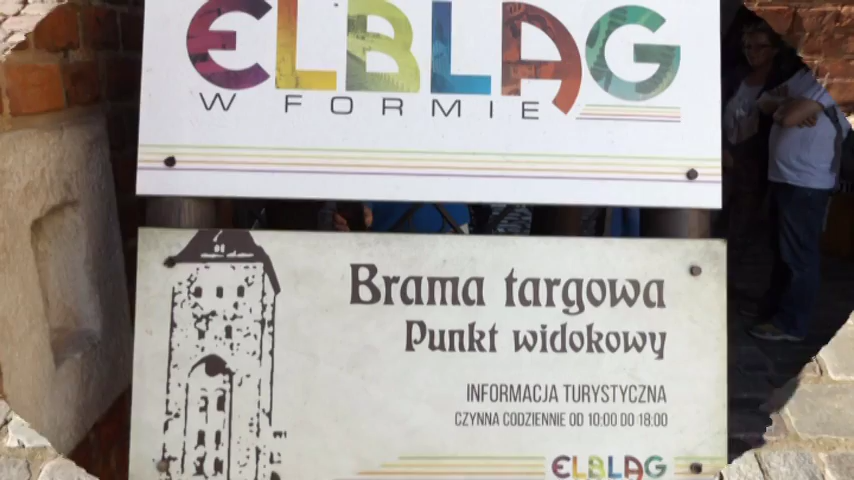 ELBLĄG
W FORMIE
Brama targowa
Punkt widokowy
INFORMACJA TURYSTYCZNA
CZYNNA CODZIENNIE OD 10:00 DO 18:00
ELBLĄG